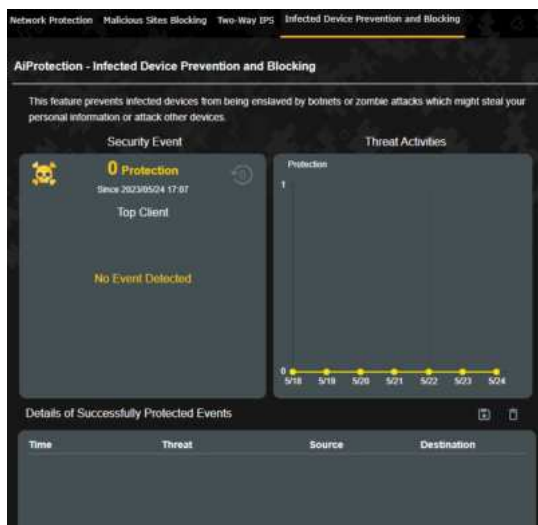 Network Protection Malicious Sites Blocking Two-Way IPS Infected Device Prevention and Blocking
AiProtection - Infected Device Prevention and Blocking
This feature prevents infected devices from being enslaved by botnets or zombie attacks which might steal your
personal information or attack other devices.
Security Event
0 Protection
Since 2023/05/24 17:07
Top Client
No Event Detected
Threat Activities
Protection
1
0
5/18 5/19 5/20 5/21 5/22 5/23 5/24
Details of Successfully Protected Events
Time Threat Source Destination